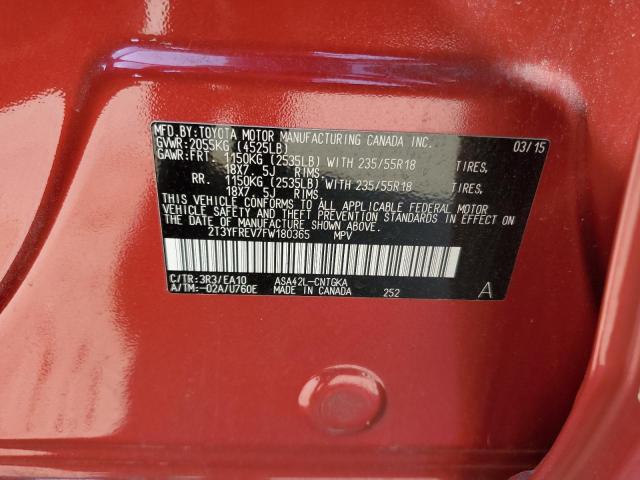 MFD.BY:TOYOTA MOTOR MANUFACTURING CANADA INC. 03/15
GVWR:2055KG (4525LB)
GAWR:FRT. 1150KG (2535LB) WITH 235/55R18 TIRES,
18X7.5J RIMS
RR. 1150KG (2535LB) WITH 235/55R18 TIRES,
18X7.5J RIMS.
THIS VEHICLE CONFORMS TO ALL APPLICABLE FEDERAL MOTOR
VEHICLE SAFETY AND THEFT PREVENTION STANDARDS IN EFFECT
ON THE DATE OF MANUFACTURE SHOWN ABOVE.
2T3YFREV7FW180365 MPV
C/TR:3R3/EA10 ASA42L-CNTGKA
A/TM:-02A/U760E MADE IN CANADA 252 A